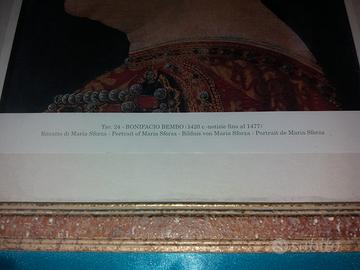 Tav. 24 - BONIFACIO BEMBO (1420 c.-notizie fino al 1477)
Ritratto di Maria Sforza - Portrait of Maria Sforza - Bildnis von Maria Sforza - Portrait de Maria Sforza
subito.it